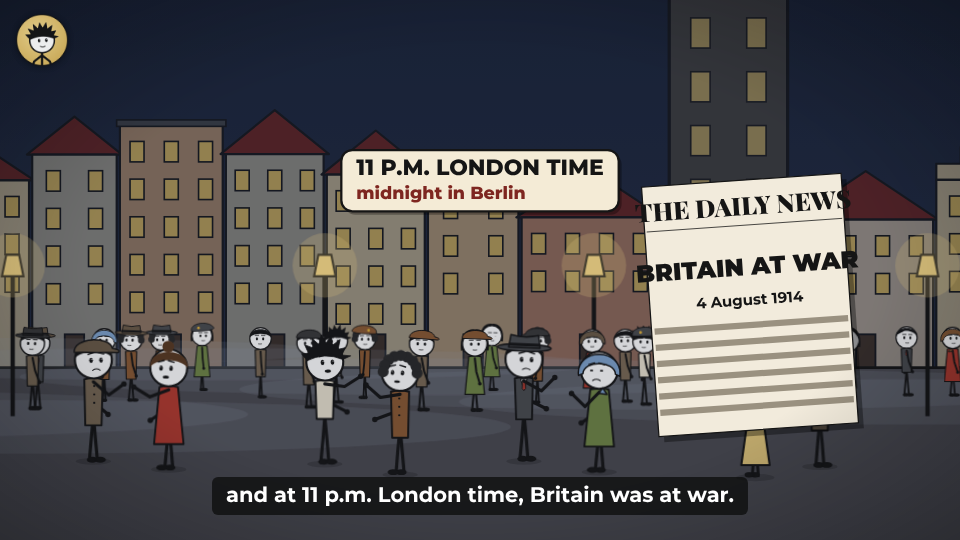 11 P.M. LONDON TIME
midnight in Berlin
THE DAILY NEWS
BRITAIN AT WAR
4 August 1914
and at 11 p.m. London time, Britain was at war.